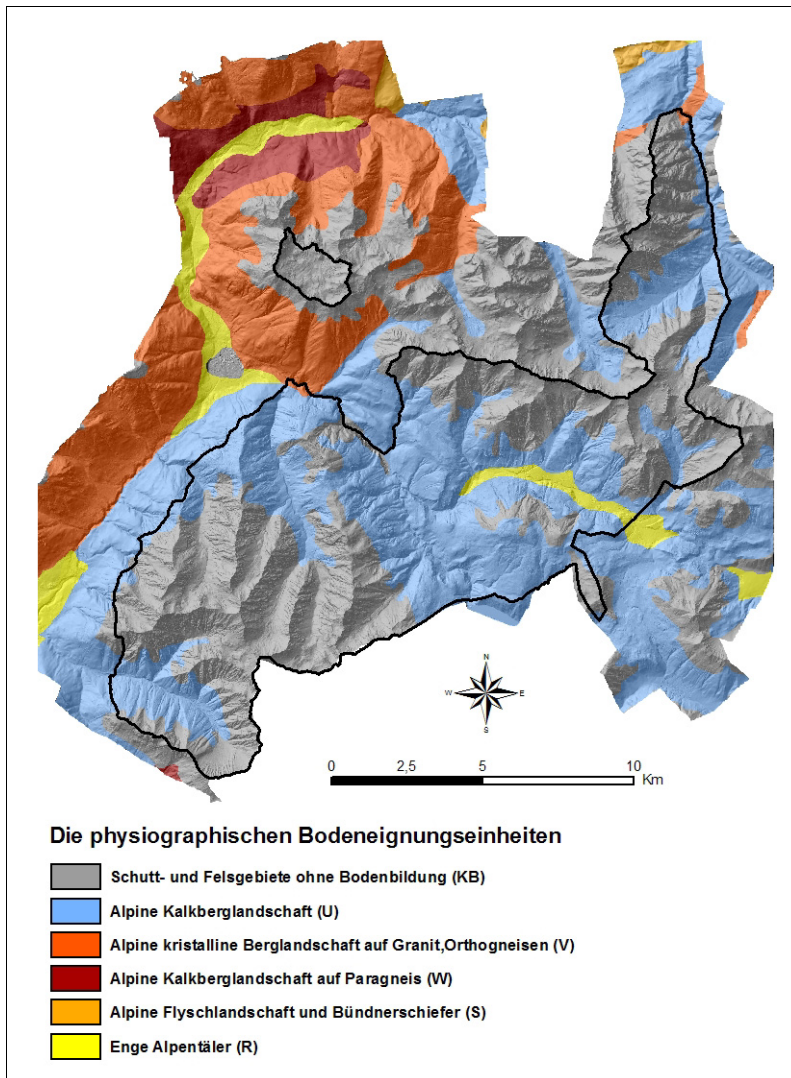 N
W E
S
0 2,5 5 10
Km
Die physiographischen Bodeneignungseinheiten
Schutt- und Felsgebiete ohne Bodenbildung (KB)
Alpine Kalkberglandschaft (U)
Alpine kristalline Berglandschaft auf Granit,Orthogneisen (V)
Alpine Kalkberglandschaft auf Paragneis (W)
Alpine Flyschlandschaft und Bündnerschiefer (S)
Enge Alpentäler (R)